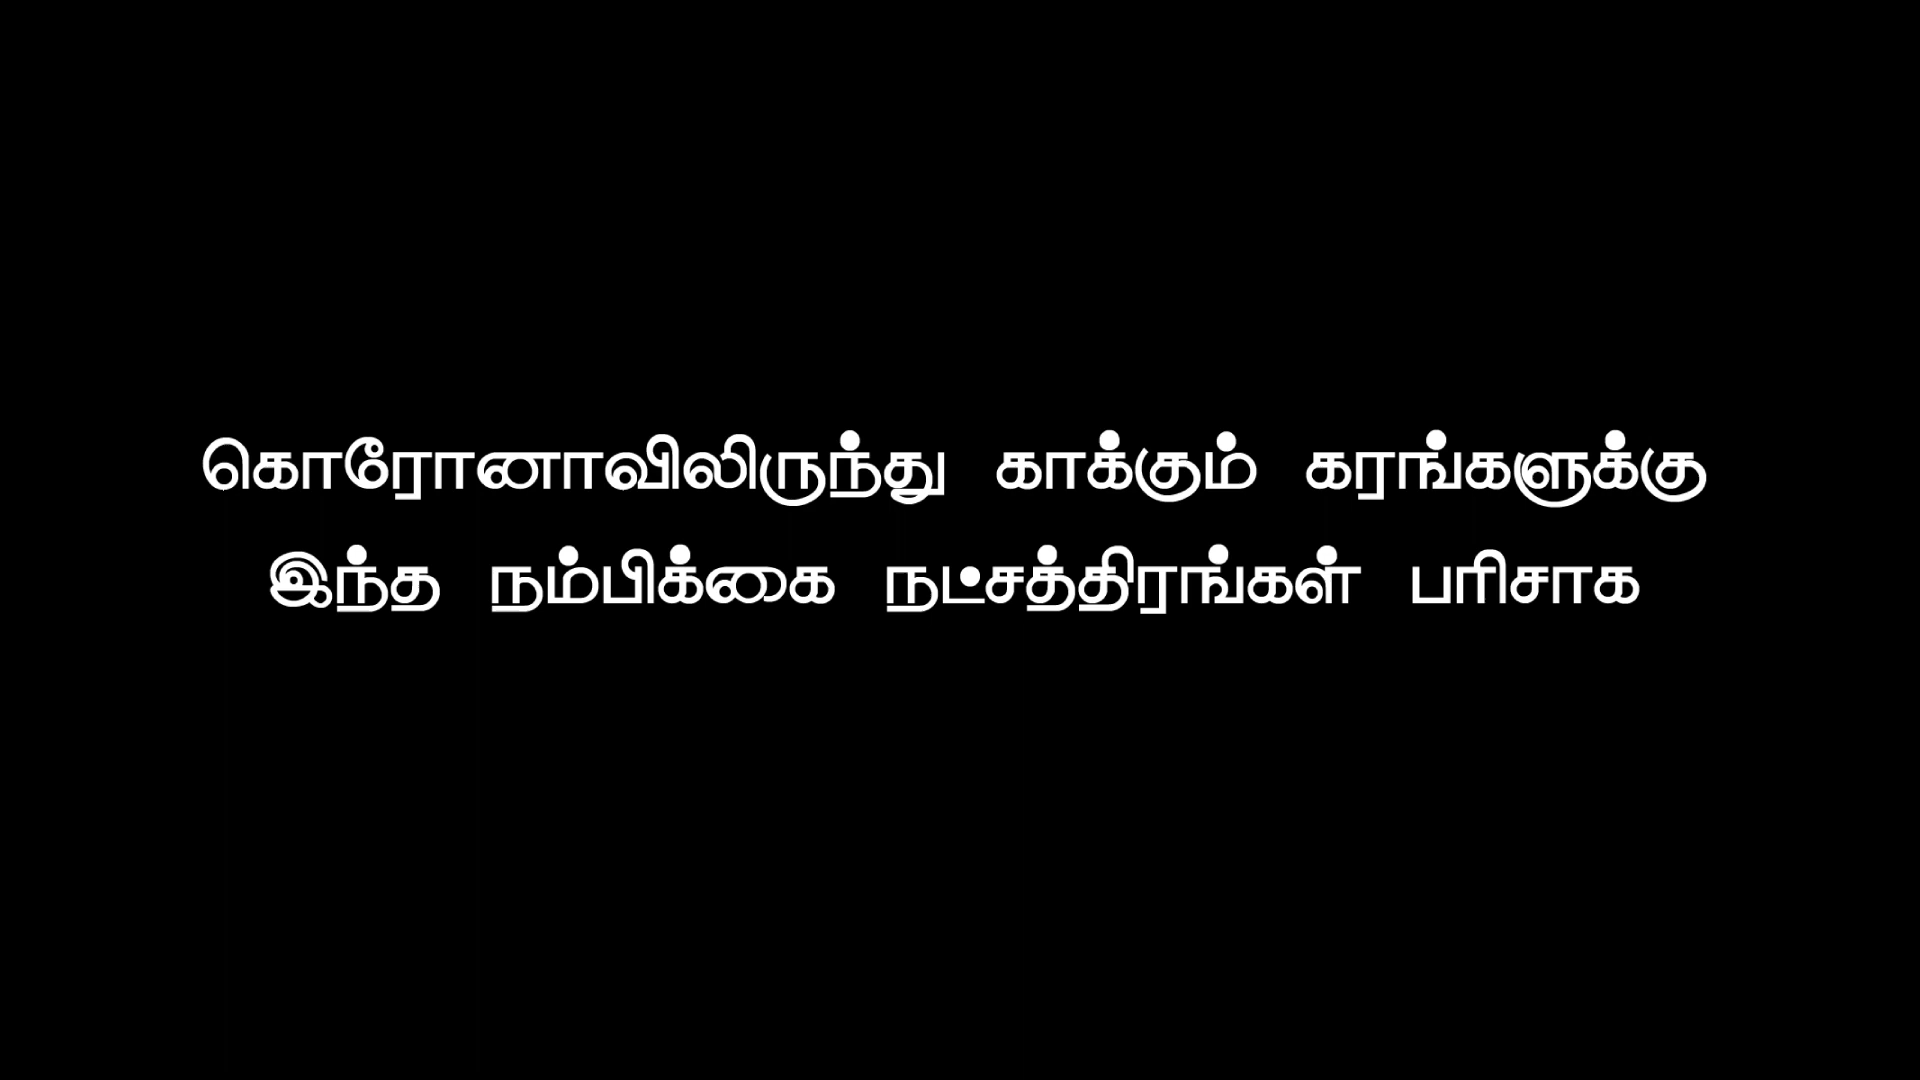 கொரோனாவிலிருந்து காக்கும் கரங்களுக்கு
இந்த நம்பிக்கை நட்சத்திரங்கள் பரிசாக